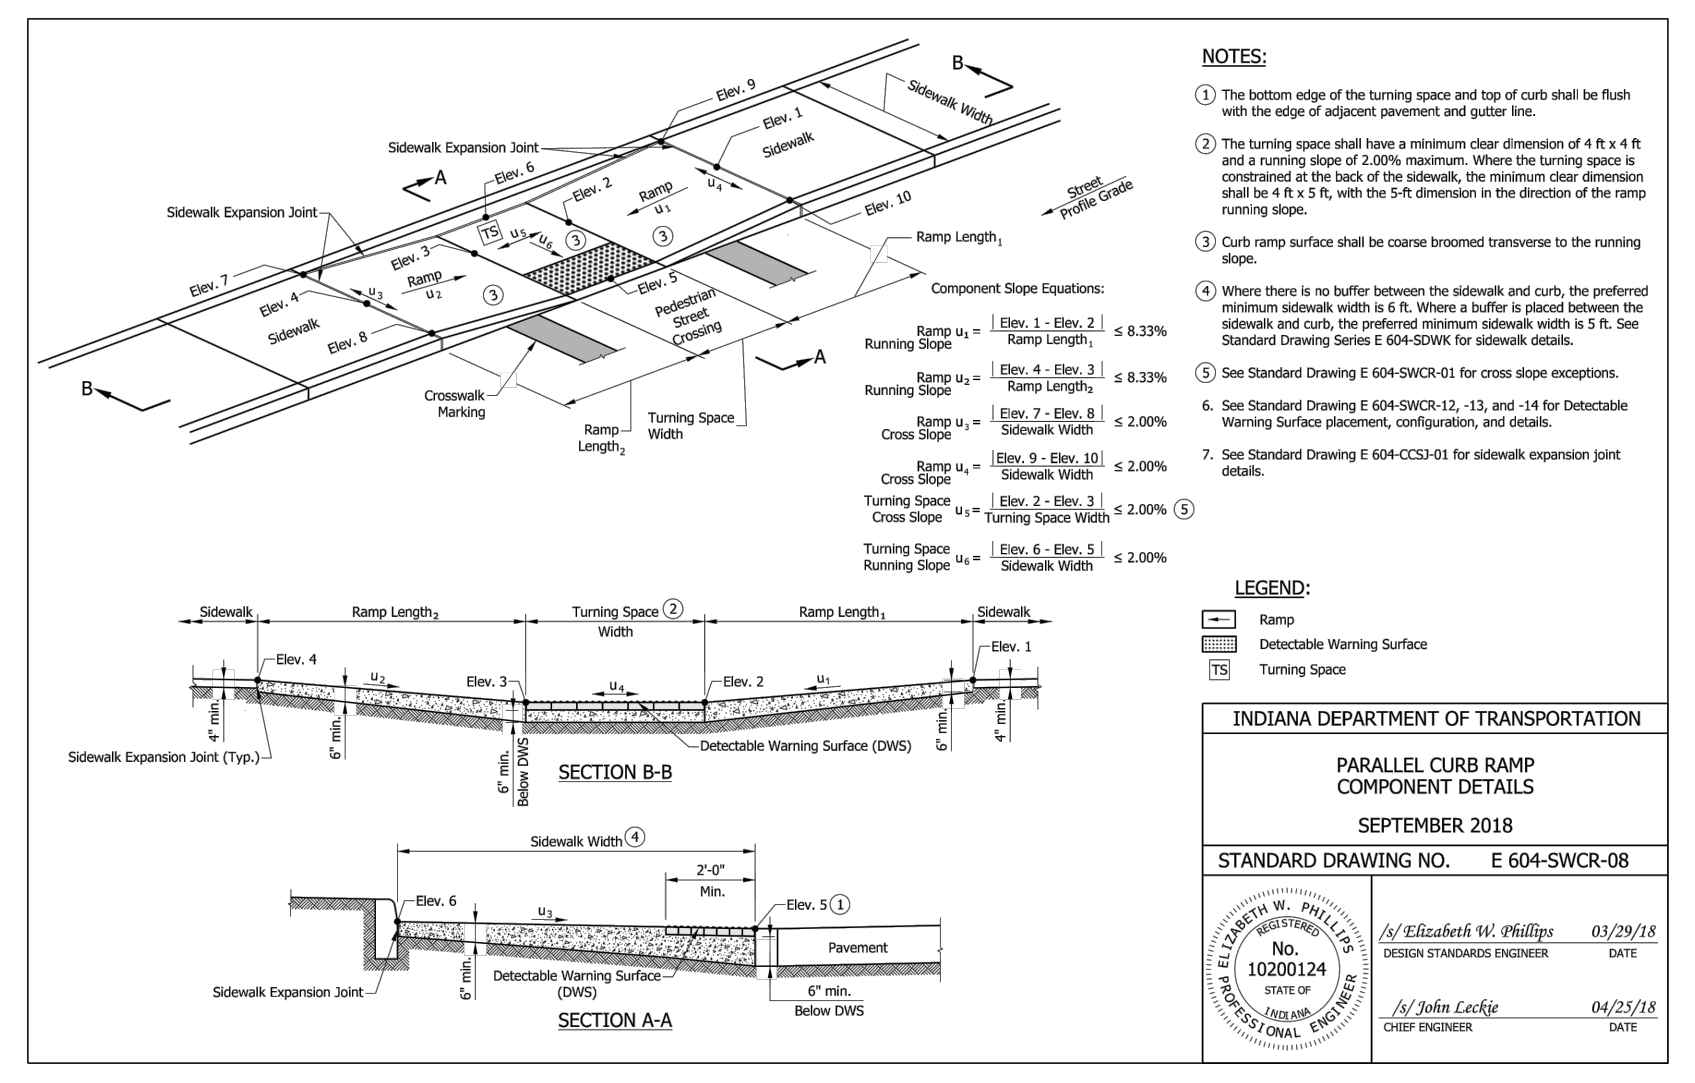 B
Elev. 9
Sidewalk Width
Elev. 1
Sidewalk
Sidewalk Expansion Joint
A
Elev. 6
Elev. 2
Ramp
u1
u4
Street
Profile Grade
Elev. 10
Sidewalk Expansion Joint
TS
u5
u6
3
3
Ramp Length1
Elev. 3
Elev. 7
Ramp
u2
3
u3
Elev. 4
Sidewalk
Elev. 8
Elev. 5
Pedestrian
Street
Crossing
A
B
Crosswalk
Marking
Ramp
Length2
Turning Space
Width
Component Slope Equations:
Ramp u1 = | Elev. 1 - Elev. 2 | ≤ 8.33%
Running Slope Ramp Length1
Ramp u2 = | Elev. 4 - Elev. 3 | ≤ 8.33%
Running Slope Ramp Length2
Ramp u3 = | Elev. 7 - Elev. 8 | ≤ 2.00%
Cross Slope Sidewalk Width
Ramp u4 = |Elev. 9 - Elev. 10| ≤ 2.00%
Cross Slope Sidewalk Width
Turning Space u5 = | Elev. 2 - Elev. 3 | ≤ 2.00% 5
Cross Slope Turning Space Width
Turning Space u6 = | Elev. 6 - Elev. 5 | ≤ 2.00%
Running Slope Sidewalk Width
NOTES:
1 The bottom edge of the turning space and top of curb shall be flush
with the edge of adjacent pavement and gutter line.
2 The turning space shall have a minimum clear dimension of 4 ft x 4 ft
and a running slope of 2.00% maximum. Where the turning space is
constrained at the back of the sidewalk, the minimum clear dimension
shall be 4 ft x 5 ft, with the 5-ft dimension in the direction of the ramp
running slope.
3 Curb ramp surface shall be coarse broomed transverse to the running
slope.
4 Where there is no buffer between the sidewalk and curb, the preferred
minimum sidewalk width is 6 ft. Where a buffer is placed between the
sidewalk and curb, the preferred minimum sidewalk width is 5 ft. See
Standard Drawing Series E 604-SDWK for sidewalk details.
5 See Standard Drawing E 604-SWCR-01 for cross slope exceptions.
6. See Standard Drawing E 604-SWCR-12, -13, and -14 for Detectable
Warning Surface placement, configuration, and details.
7. See Standard Drawing E 604-CCSJ-01 for sidewalk expansion joint
details.
LEGEND:
Ramp
Detectable Warning Surface
TS Turning Space
Sidewalk
Ramp Length2
Turning Space 2
Width
Ramp Length1
Sidewalk
Elev. 4
u2
Elev. 3
u4
Elev. 2
u1
Elev. 1
4" min.
6" min.
6" min.
Below DWS
6" min.
4" min.
Sidewalk Expansion Joint (Typ.)
Detectable Warning Surface (DWS)
SECTION B-B
Sidewalk Width 4
2'-0"
Min.
Elev. 6
u3
Elev. 5 1
Pavement
6" min.
Detectable Warning Surface
(DWS)
Sidewalk Expansion Joint
6" min.
Below DWS
SECTION A-A
INDIANA DEPARTMENT OF TRANSPORTATION
PARALLEL CURB RAMP
COMPONENT DETAILS
SEPTEMBER 2018
STANDARD DRAWING NO. E 604-SWCR-08
ELIZABETH W. PHILLIPS
REGISTERED
No.
10200124
STATE OF
INDIANA
PROFESSIONAL ENGINEER
/s/ Elizabeth W. Phillips 03/29/18
DESIGN STANDARDS ENGINEER DATE
/s/ John Leckie 04/25/18
CHIEF ENGINEER DATE